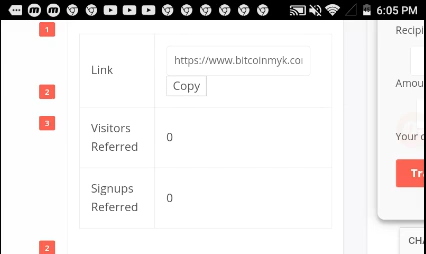 6:05 PM
1
Recipi
Link
https://www.bitcoinmyk.co
Copy
Amou
2
3
Visitors
Referred
0
Your c
Tr
Signups
Referred
0
2
CH